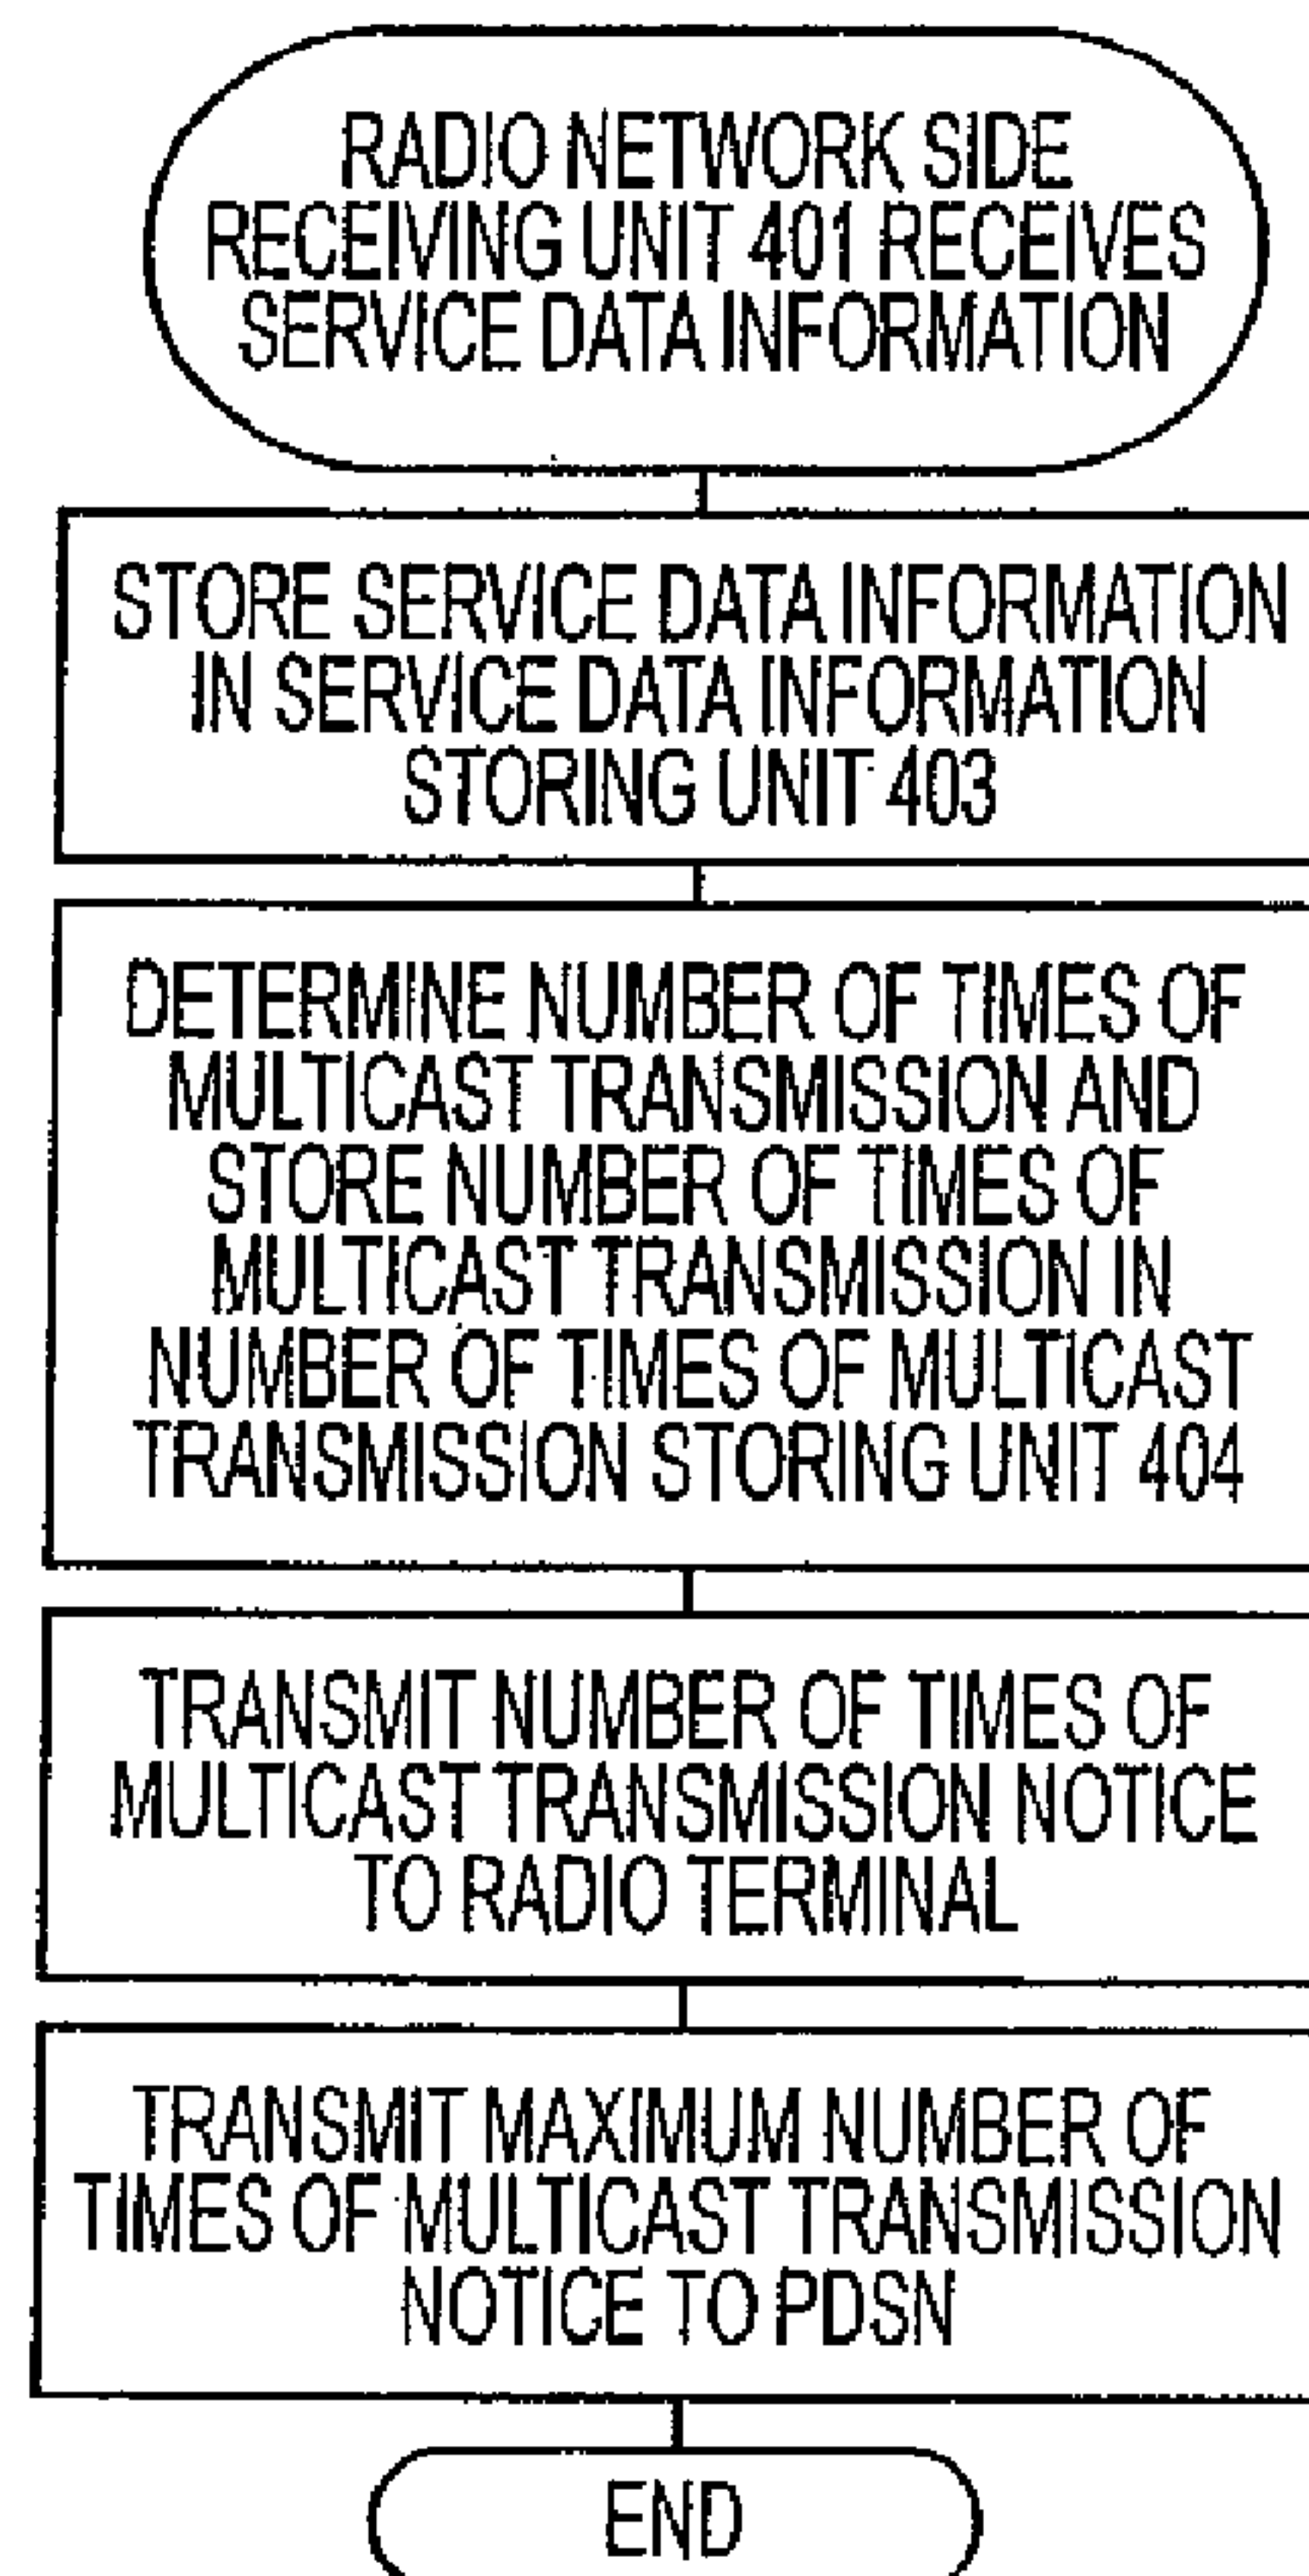 RADIO NETWORK SIDE
RECEIVING UNIT 401 RECEIVES
SERVICE DATA INFORMATION
STORE SERVICE DATA INFORMATION
IN SERVICE DATA INFORMATION
STORING UNIT 403
DETERMINE NUMBER OF TIMES OF
MULTICAST TRANSMISSION AND
STORE NUMBER OF TIMES OF
MULTICAST TRANSMISSION IN
NUMBER OF TIMES OF MULTICAST
TRANSMISSION STORING UNIT 404
TRANSMIT NUMBER OF TIMES OF
MULTICAST TRANSMISSION NOTICE
TO RADIO TERMINAL
TRANSMIT MAXIMUM NUMBER OF
TIMES OF MULTICAST TRANSMISSION
NOTICE TO PDSN
END